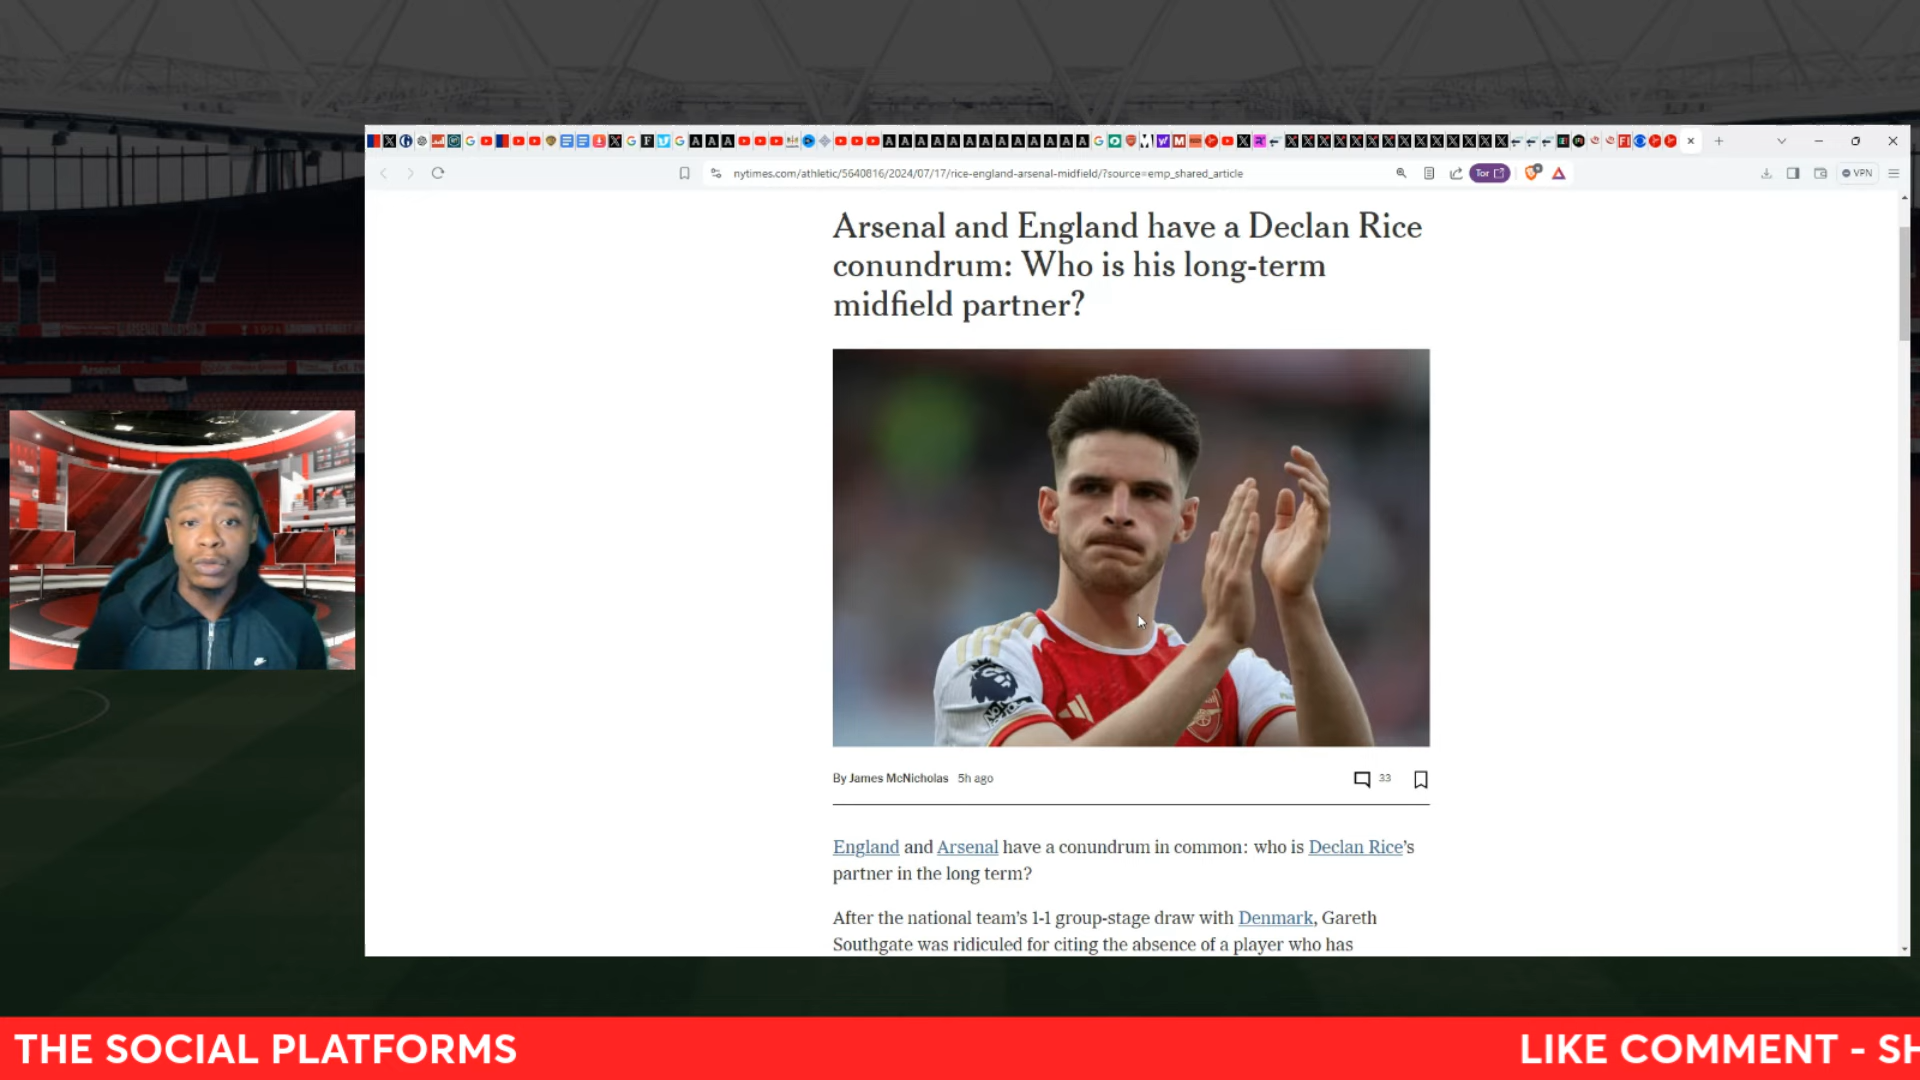 nytimes.com/athletic/5640816/2024/07/17/rice-england-arsenal-midfield/?source=emp_shared_article
Tor
VPN
Arsenal and England have a Declan Rice
conundrum: Who is his long-term
midfield partner?
Arsenal
By James McNicholas 5h ago
33
England and Arsenal have a conundrum in common: who is Declan Rice's
partner in the long term?
After the national team's 1-1 group-stage draw with Denmark, Gareth
Southgate was ridiculed for citing the absence of a player who has
THE SOCIAL PLATFORMS
LIKE COMMENT - SH